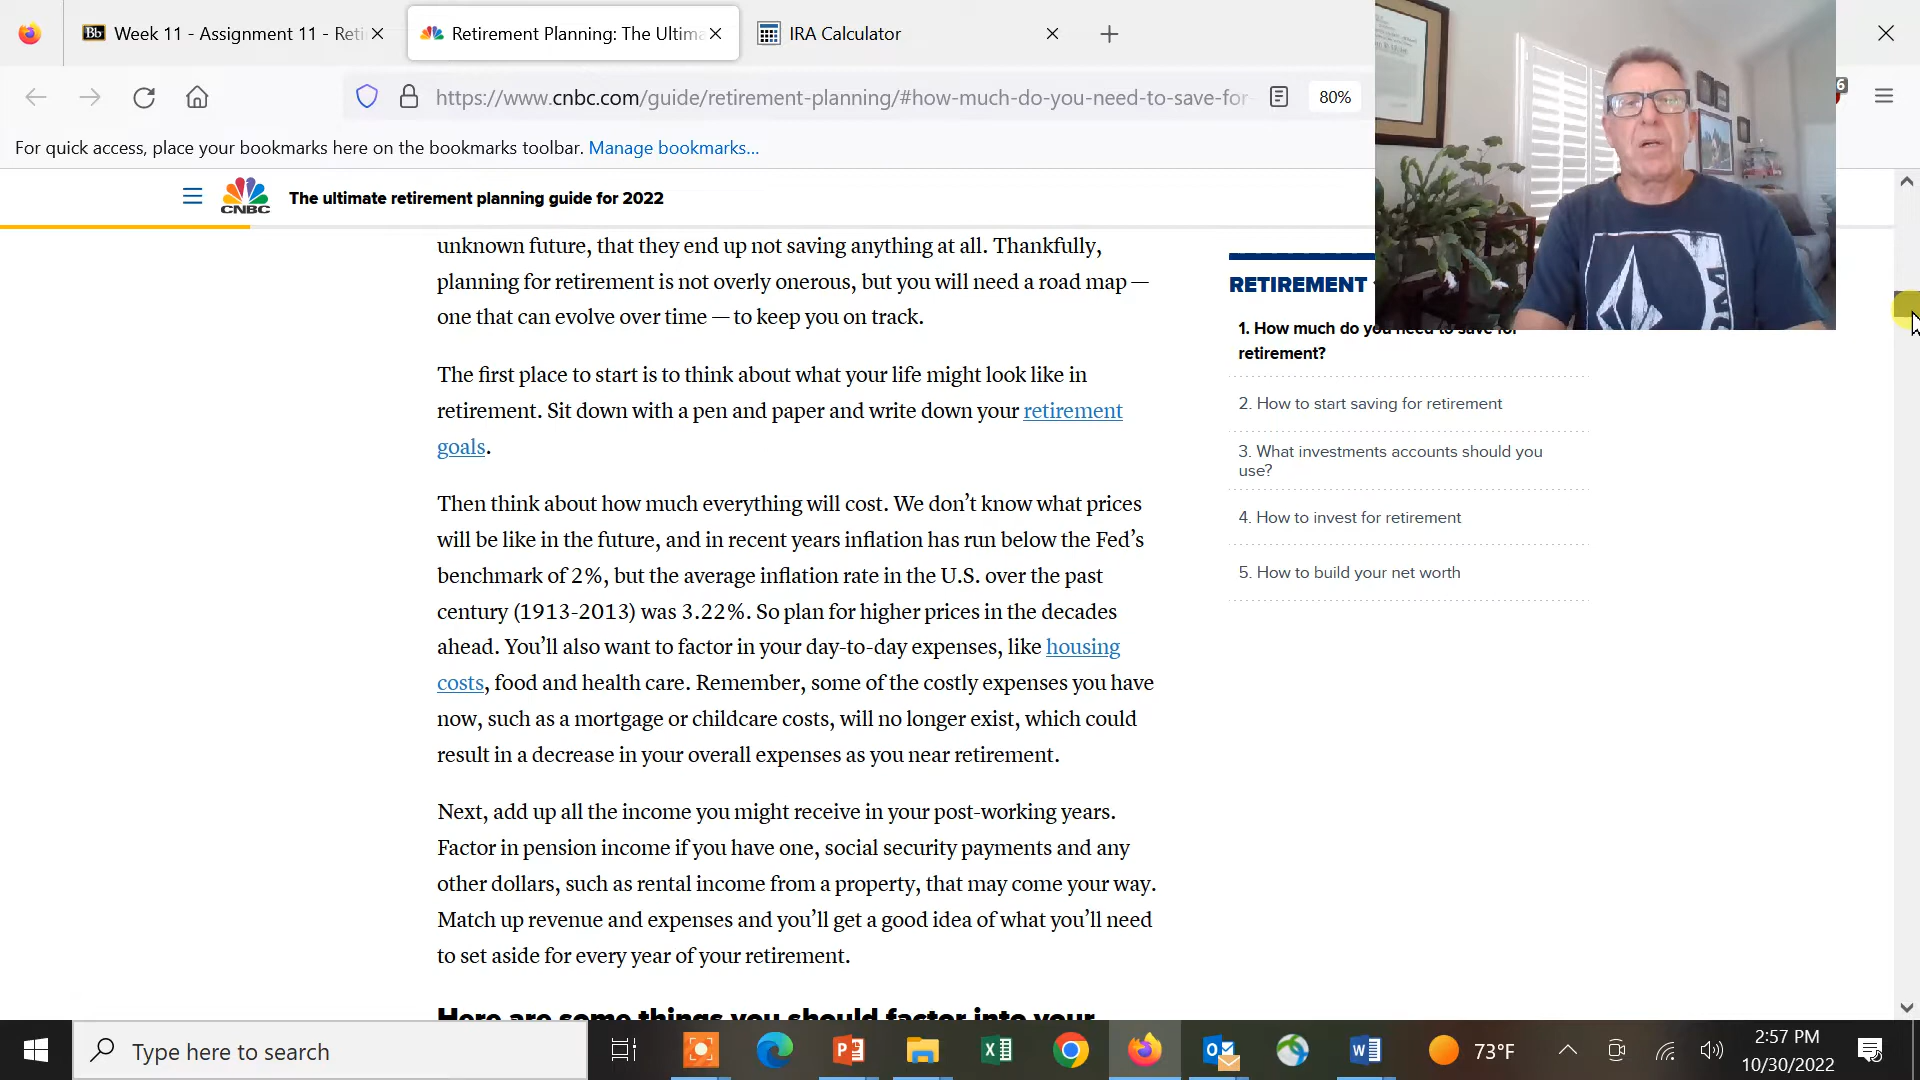 Week 11 - Assignment 11 - Reti
Retirement Planning: The Ultima
IRA Calculator
https://www.cnbc.com/guide/retirement-planning/#how-much-do-you-need-to-save-for-
80%
6
For quick access, place your bookmarks here on the bookmarks toolbar. Manage bookmarks...
CNBC
The ultimate retirement planning guide for 2022
unknown future, that they end up not saving anything at all. Thankfully,
planning for retirement is not overly onerous, but you will need a road map —
one that can evolve over time — to keep you on track.
The first place to start is to think about what your life might look like in
retirement. Sit down with a pen and paper and write down your retirement
goals.
Then think about how much everything will cost. We don’t know what prices
will be like in the future, and in recent years inflation has run below the Fed’s
benchmark of 2%, but the average inflation rate in the U.S. over the past
century (1913-2013) was 3.22%. So plan for higher prices in the decades
ahead. You’ll also want to factor in your day-to-day expenses, like housing
costs, food and health care. Remember, some of the costly expenses you have
now, such as a mortgage or childcare costs, will no longer exist, which could
result in a decrease in your overall expenses as you near retirement.
Next, add up all the income you might receive in your post-working years.
Factor in pension income if you have one, social security payments and any
other dollars, such as rental income from a property, that may come your way.
Match up revenue and expenses and you’ll get a good idea of what you’ll need
to set aside for every year of your retirement.
Here are some things you should factor into your
RETIREMENT
1. How much do you need to save for
retirement?
2. How to start saving for retirement
3. What investments accounts should you
use?
4. How to invest for retirement
5. How to build your net worth
Type here to search
73°F
2:57 PM
10/30/2022